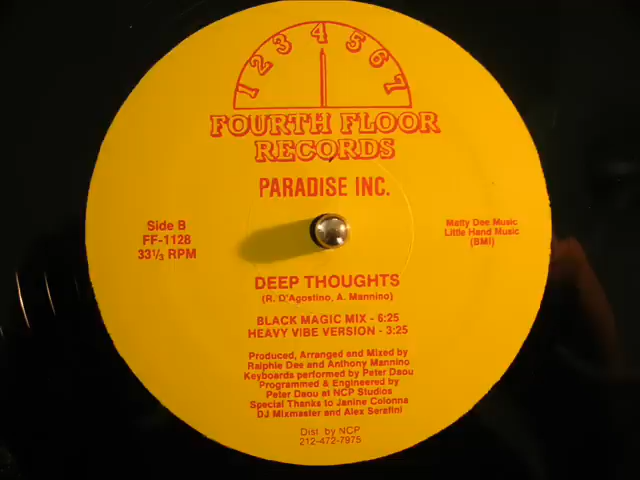 1 2 3 4 5 6 7
FOURTH FLOOR
RECORDS
PARADISE INC.
Side B
FF-1128
33⅓ RPM
Matty Dee Music
Little Hand Music
(BMI)
DEEP THOUGHTS
(R. D'Agostino, A. Mannino)
BLACK MAGIC MIX - 6:25
HEAVY VIBE VERSION - 3:25
Produced, Arranged and Mixed by
Ralphie Dee and Anthony Mannino
Keyboards performed by Peter Daou
Programmed & Engineered by
Peter Daou at NCP Studios
Special Thanks to Janine Colonna
DJ Mixmaster and Alex Serafini
Dist. by NCP
212-472-7975